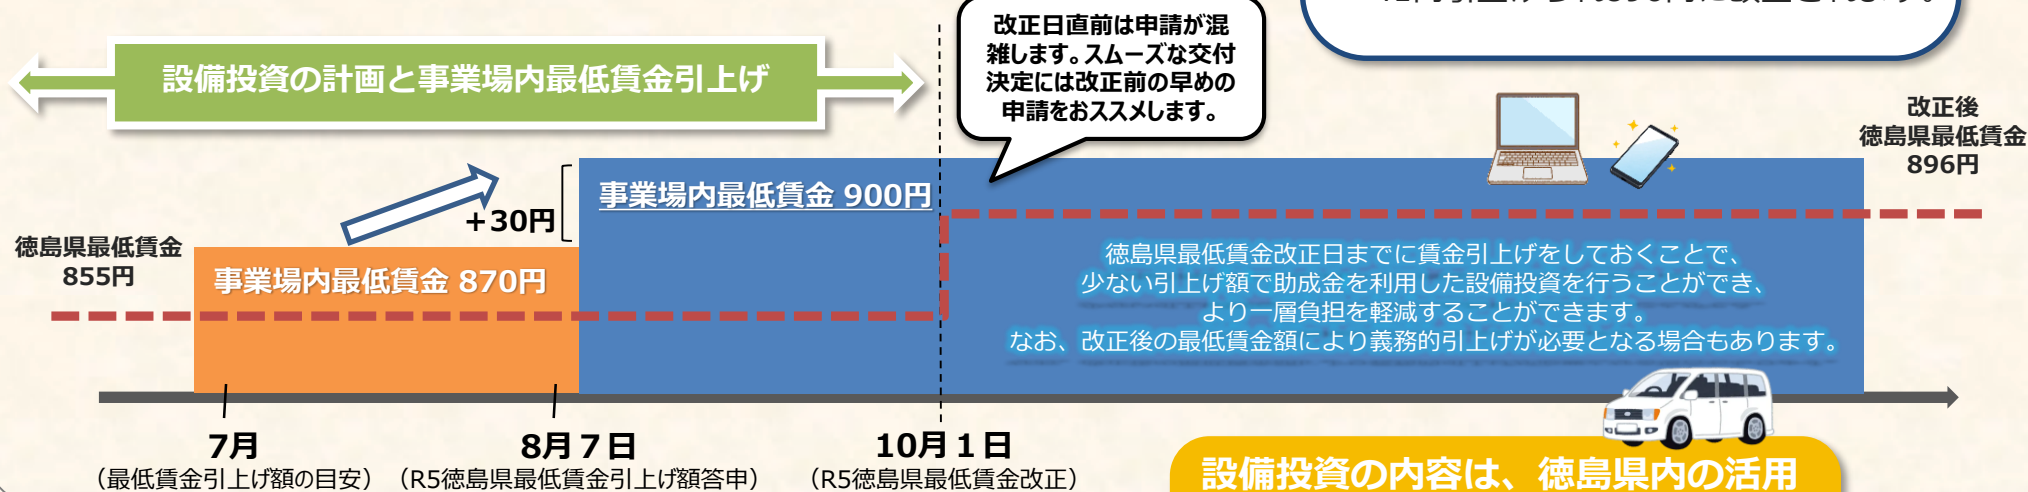 改正日直前は申請が混
雑します。スムーズな交付
決定には改正前の早めの
申請をおススメします。
設備投資の計画と事業場内最低賃金引上げ
改正後
徳島県最低賃金
896円
事業場内最低賃金 900円
+30円
徳島県最低賃金
855円
事業場内最低賃金 870円
徳島県最低賃金改正日までに賃金引上げをしておくことで、
少ない引上げ額で助成金を利用した設備投資を行うことができ、
より一層負担を軽減することができます。
なお、改正後の最低賃金額により義務的引上げが必要となる場合もあります。
7月
(最低賃金引上げ額の目安)
8月7日
(R5徳島県最低賃金引上げ額答申)
10月1日
(R5徳島県最低賃金改正)
設備投資の内容は、徳島県内の活用